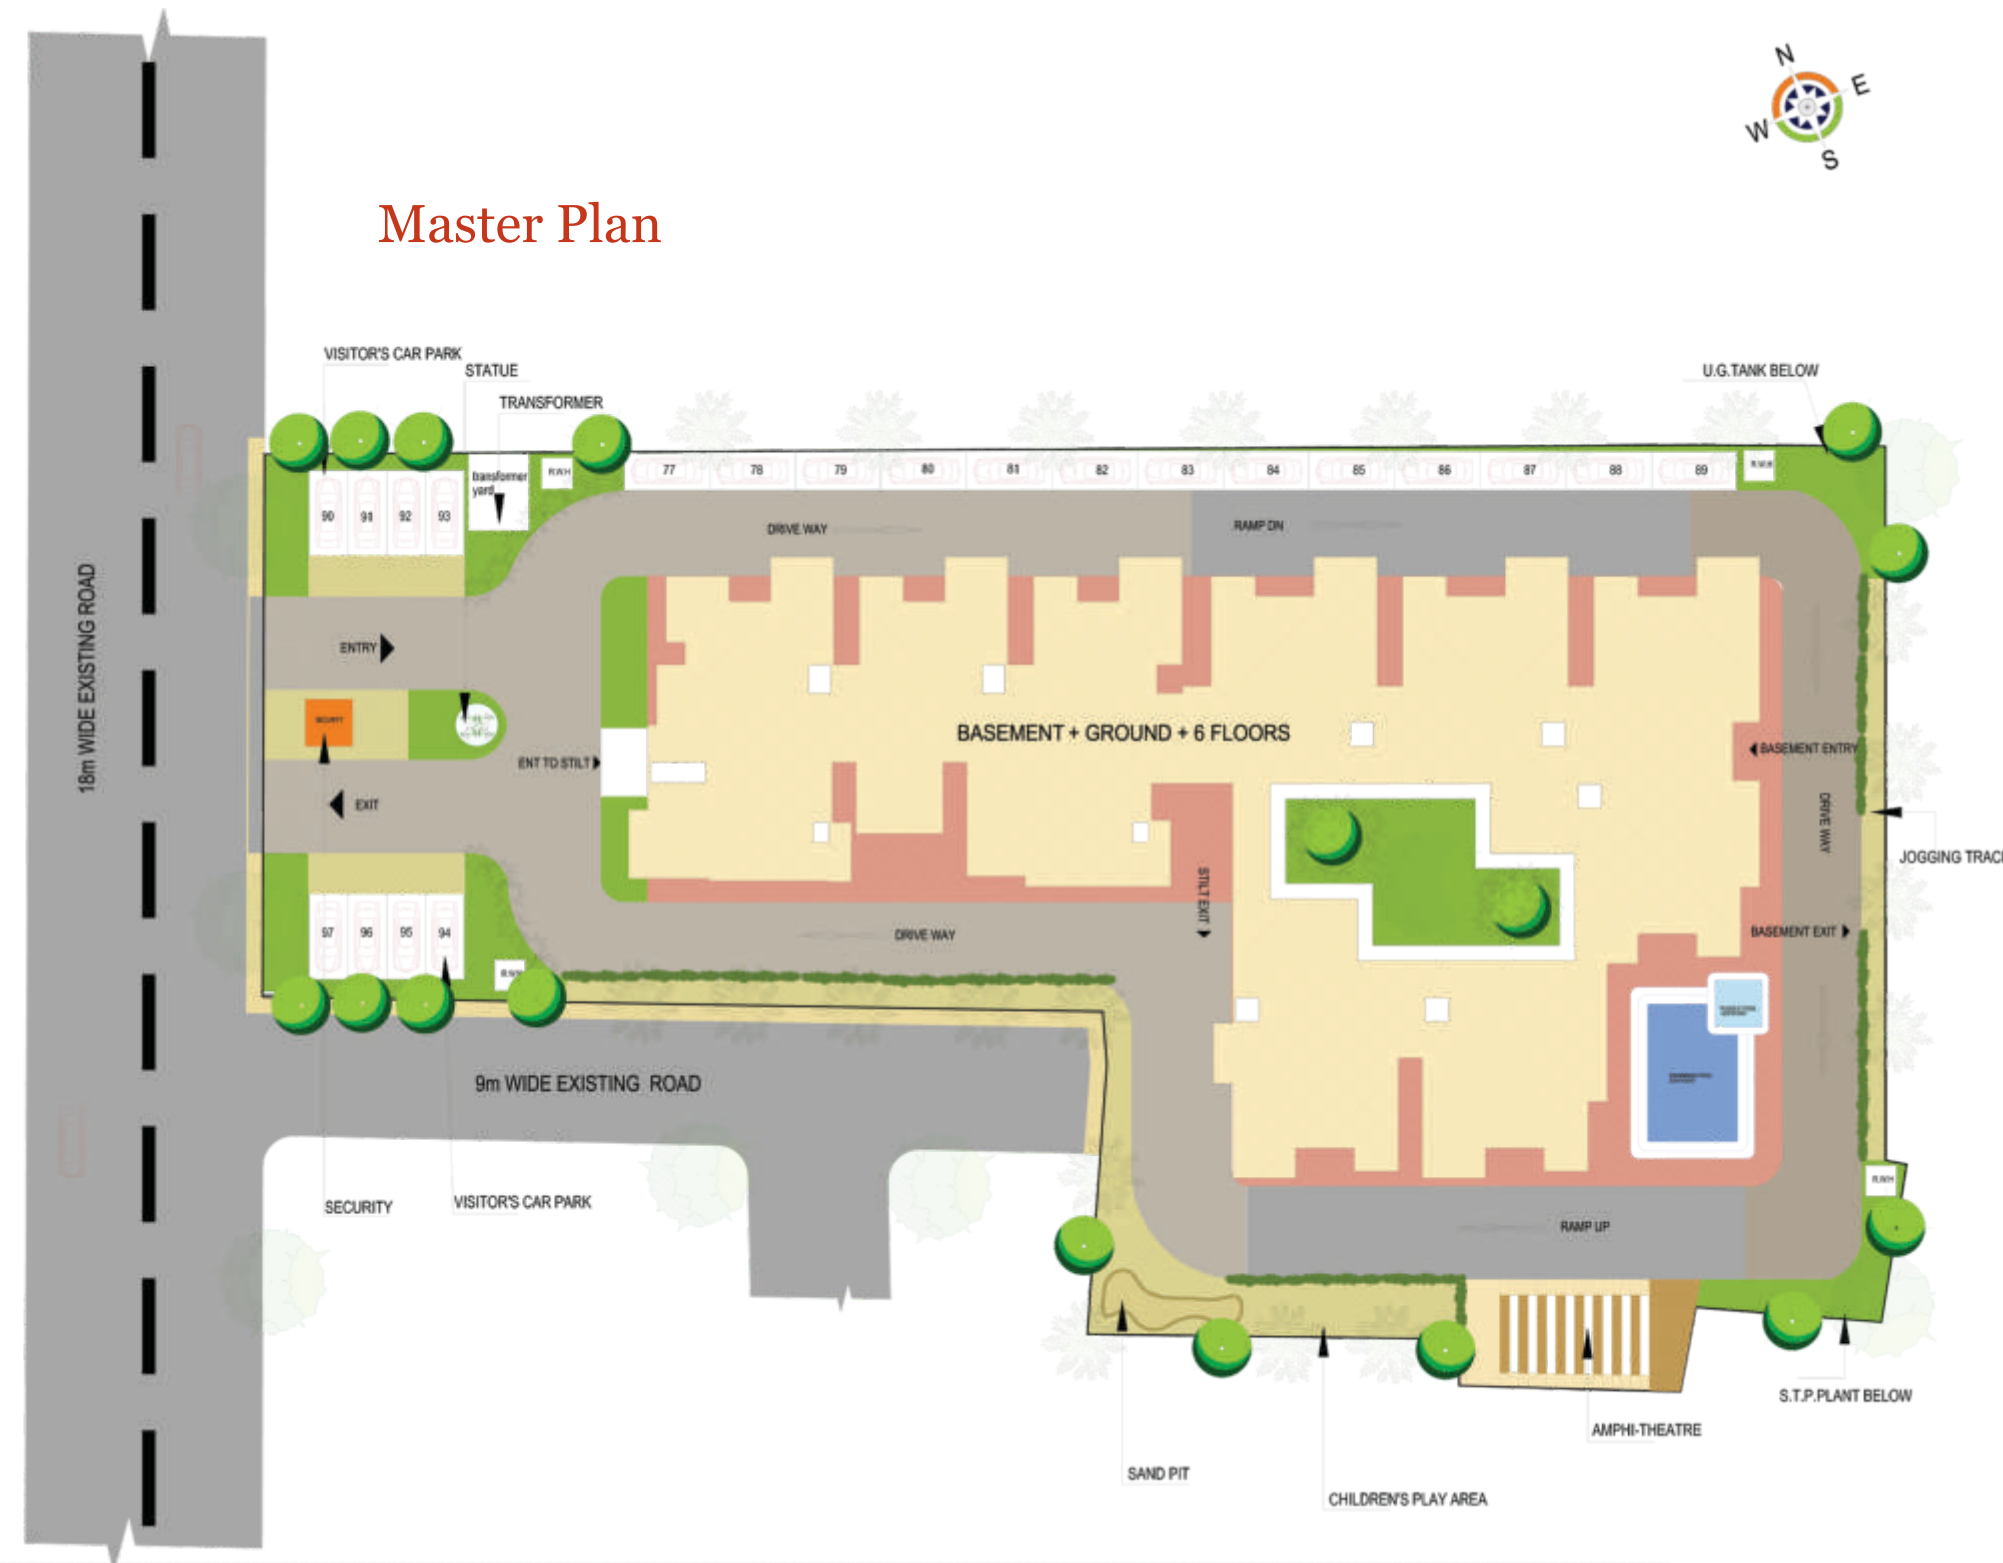 N
E
W
S
Master Plan
VISITOR'S CAR PARK
STATUE
TRANSFORMER
U.G.TANK BELOW
transformer
yard
R.W.H
77
78
79
80
81
82
83
84
85
86
87
88
89
R.W.H
90
91
92
93
DRIVE WAY
RAMP DN
18m WIDE EXISTING ROAD
ENTRY
SECURITY
BASEMENT + GROUND + 6 FLOORS
BASEMENT ENTRY
ENT TO STILT
EXIT
DRIVE WAY
JOGGING TRAC
STILT EXIT
97
96
95
94
DRIVE WAY
BASEMENT EXIT
R.W.H
9m WIDE EXISTING ROAD
R.W.H
SECURITY
VISITOR'S CAR PARK
RAMP UP
S.T.P.PLANT BELOW
AMPHI-THEATRE
SAND PIT
CHILDREN'S PLAY AREA